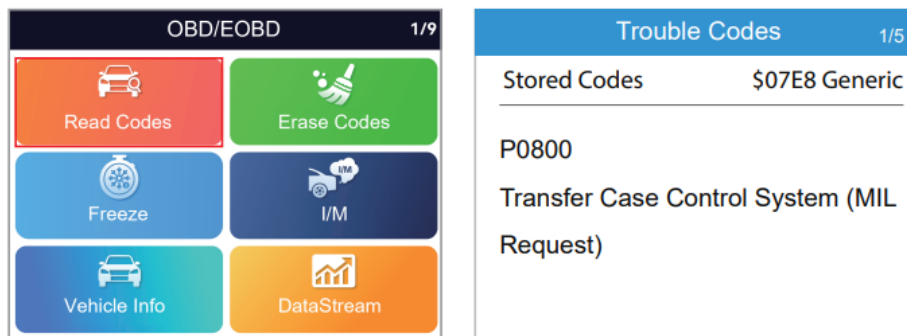 OBD/EOBD 1/9
Read Codes
Erase Codes
Freeze
I/M
I/M
Vehicle Info
DataStream
Trouble Codes 1/5
Stored Codes $07E8 Generic
P0800
Transfer Case Control System (MIL
Request)